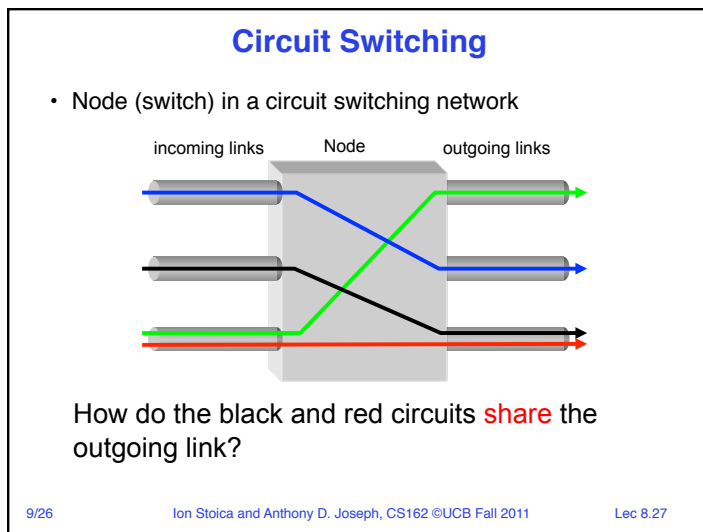 Circuit Switching
• Node (switch) in a circuit switching network
incoming links Node outgoing links
How do the black and red circuits share the
outgoing link?
9/26 Ion Stoica and Anthony D. Joseph, CS162 ©UCB Fall 2011 Lec 8.27